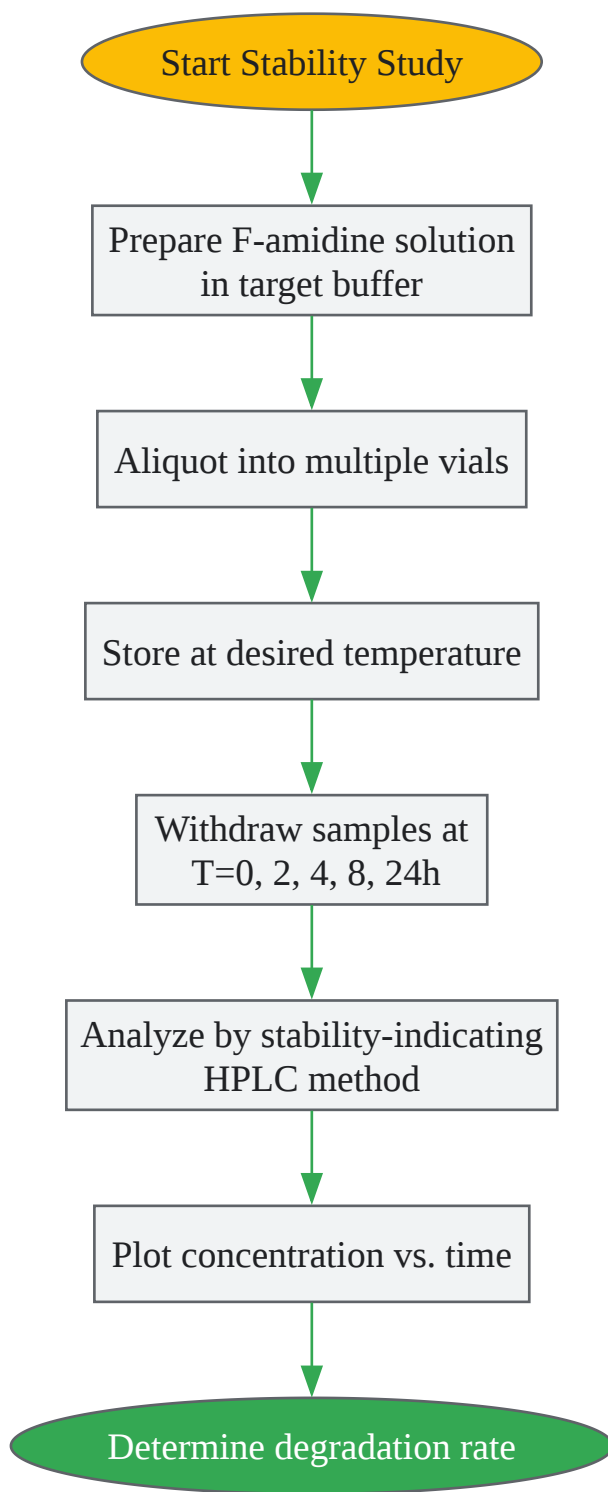 Start Stability Study
Prepare F-amidine solution
in target buffer
Aliquot into multiple vials
Store at desired temperature
Withdraw samples at
T=0, 2, 4, 8, 24h
Analyze by stability-indicating
HPLC method
Plot concentration vs. time
Determine degradation rate